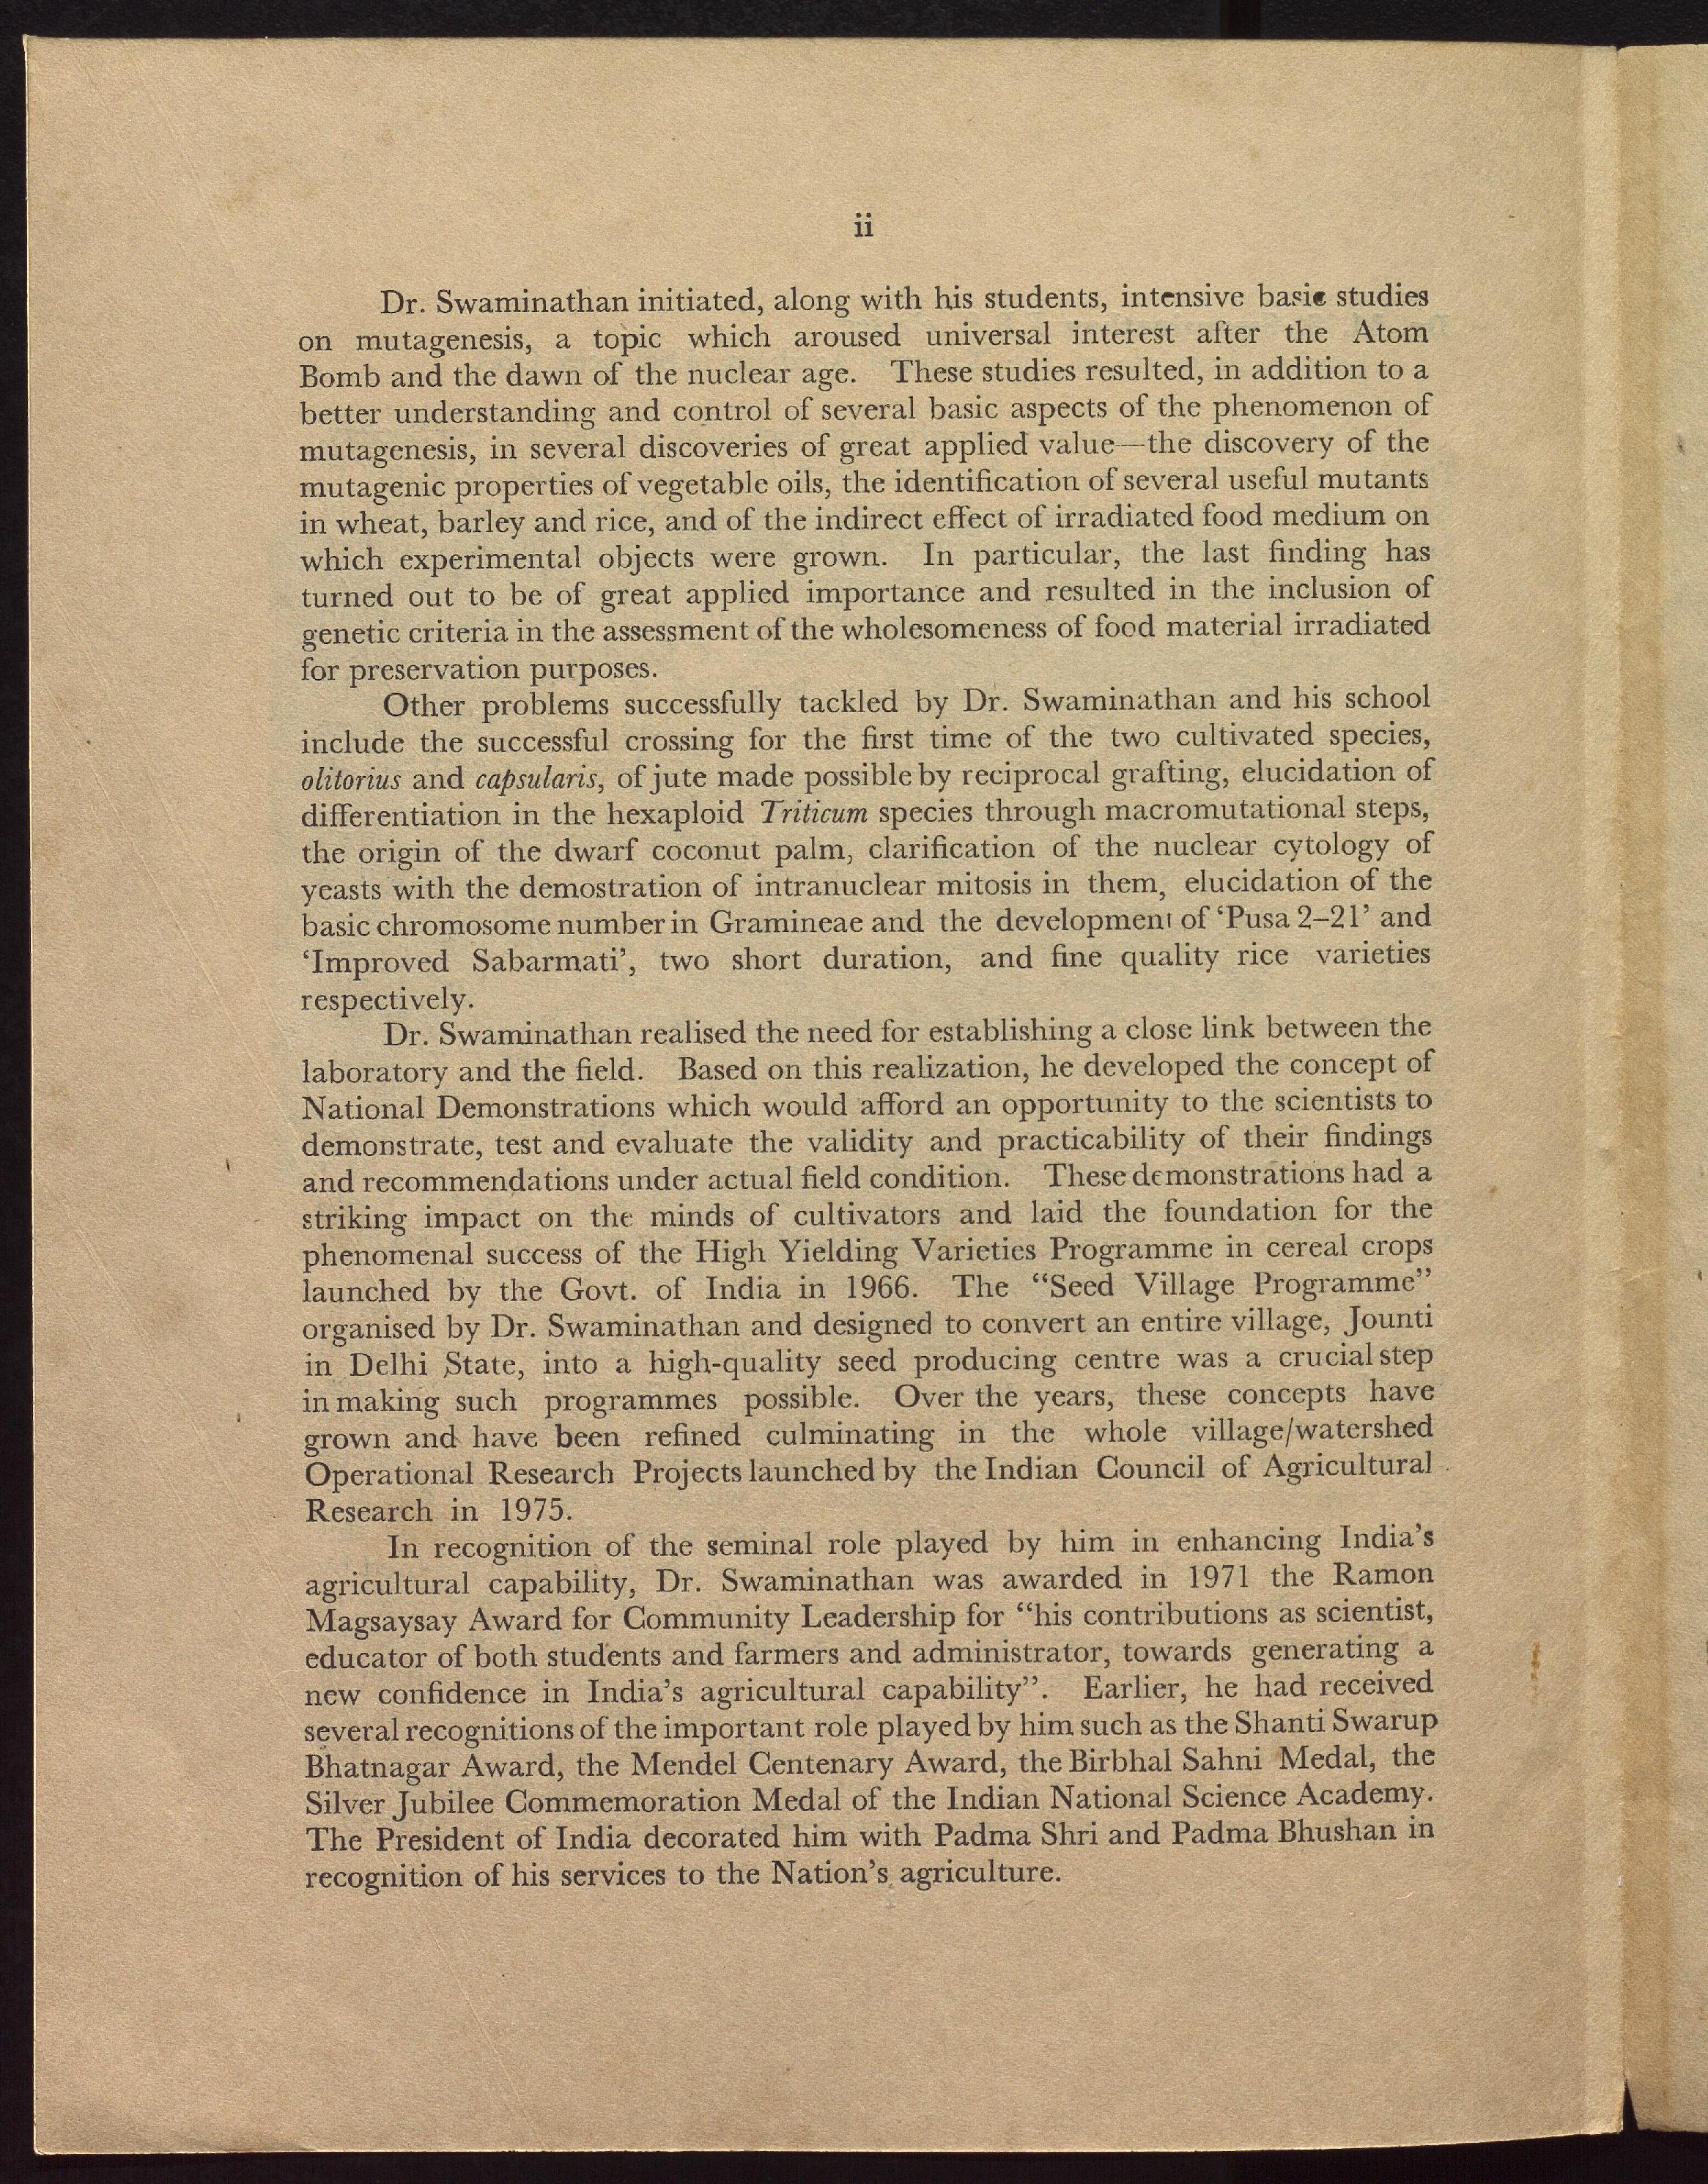 ii
Dr. Swaminathan initiated, along with his students, intensive basic studies
on mutagenesis, a topic which aroused universal interest after the Atom
Bomb and the dawn of the nuclear age. These studies resulted, in addition to a
better understanding and control of several basic aspects of the phenomenon of
mutagenesis, in several discoveries of great applied value—the discovery of the
mutagenic properties of vegetable oils, the identification of several useful mutants
in wheat, barley and rice, and of the indirect effect of irradiated food medium on
which experimental objects were grown. In particular, the last finding has
turned out to be of great applied importance and resulted in the inclusion of
genetic criteria in the assessment of the wholesomeness of food material irradiated
for preservation purposes.
Other problems successfully tackled by Dr. Swaminathan and his school
include the successful crossing for the first time of the two cultivated species,
olitorius and capsularis, of jute made possible by reciprocal grafting, elucidation of
differentiation in the hexaploid Triticum species through macromutational steps,
the origin of the dwarf coconut palm, clarification of the nuclear cytology of
yeasts with the demostration of intranuclear mitosis in them, elucidation of the
basic chromosome number in Gramineae and the development of ‘Pusa 2–21’ and
‘Improved Sabarmati’, two short duration, and fine quality rice varieties
respectively.
Dr. Swaminathan realised the need for establishing a close link between the
laboratory and the field. Based on this realization, he developed the concept of
National Demonstrations which would afford an opportunity to the scientists to
demonstrate, test and evaluate the validity and practicability of their findings
and recommendations under actual field condition. These demonstrations had a
striking impact on the minds of cultivators and laid the foundation for the
phenomenal success of the High Yielding Varieties Programme in cereal crops
launched by the Govt. of India in 1966. The “Seed Village Programme”
organised by Dr. Swaminathan and designed to convert an entire village, Jounti
in Delhi State, into a high-quality seed producing centre was a crucial step
in making such programmes possible. Over the years, these concepts have
grown and have been refined culminating in the whole village/watershed
Operational Research Projects launched by the Indian Council of Agricultural
Research in 1975.
In recognition of the seminal role played by him in enhancing India’s
agricultural capability, Dr. Swaminathan was awarded in 1971 the Ramon
Magsaysay Award for Community Leadership for “his contributions as scientist,
educator of both students and farmers and administrator, towards generating a
new confidence in India’s agricultural capability”. Earlier, he had received
several recognitions of the important role played by him such as the Shanti Swarup
Bhatnagar Award, the Mendel Centenary Award, the Birbhal Sahni Medal, the
Silver Jubilee Commemoration Medal of the Indian National Science Academy.
The President of India decorated him with Padma Shri and Padma Bhushan in
recognition of his services to the Nation’s agriculture.